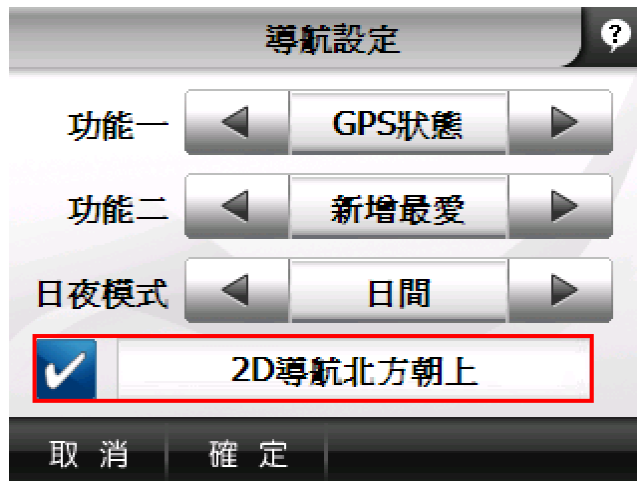 導航設定 ?
功能一 GPS狀態
功能二 新增最愛
日夜模式 日間
2D導航北方朝上
取消 確定